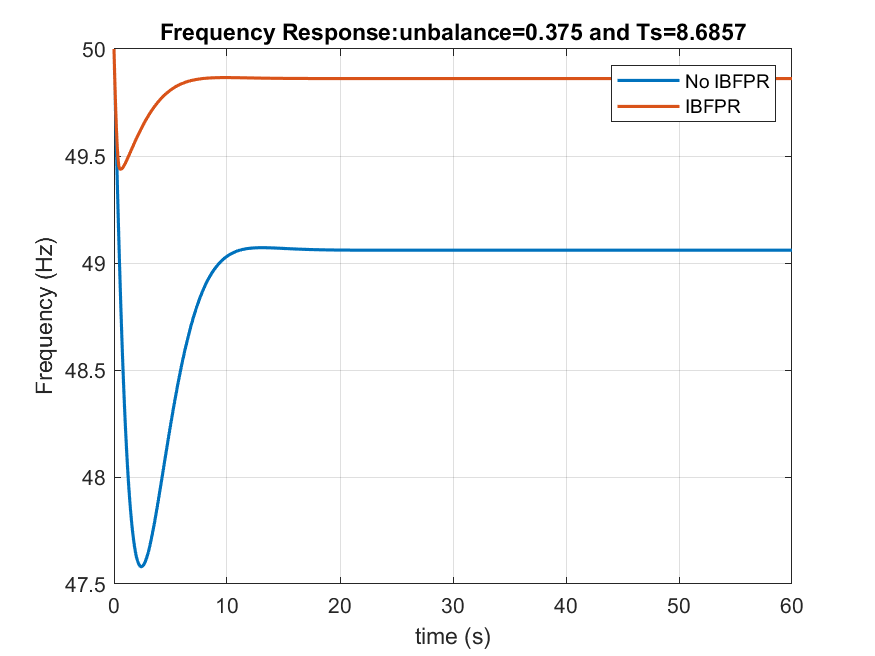 Frequency Response:unbalance=0.375 and Ts=8.6857
50
49.5
49
48.5
48
47.5
Frequency (Hz)
No IBFPR
IBFPR
0 10 20 30 40 50 60
time (s)